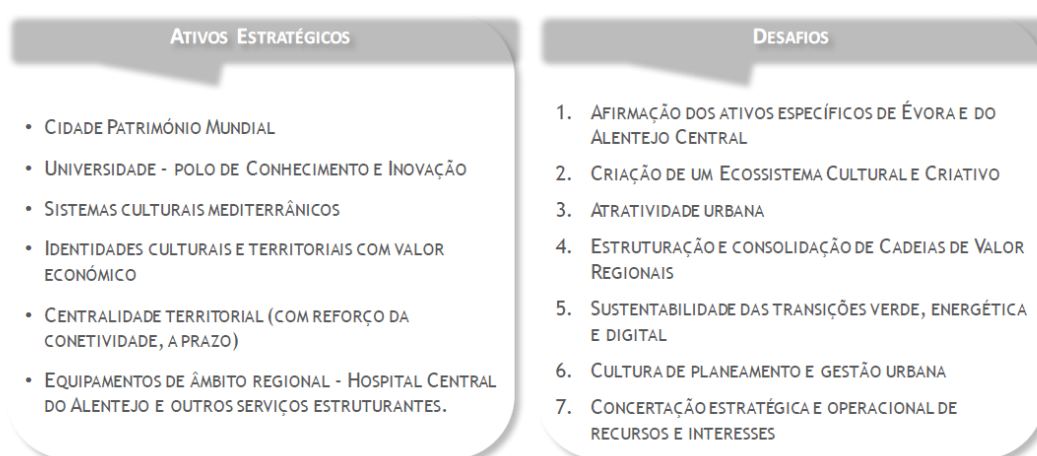 Ativos Estratégicos
• Cidade Património Mundial
• Universidade - polo de Conhecimento e Inovação
• Sistemas culturais mediterrânicos
• Identidades culturais e territoriais com valor
económico
• Centralidade territorial (com reforço da
conetividade, a prazo)
• Equipamentos de âmbito regional - Hospital Central
do Alentejo e outros serviços estruturantes.
Desafios
1. Afirmação dos ativos específicos de Évora e do
Alentejo Central
2. Criação de um Ecossistema Cultural e Criativo
3. Atratividade urbana
4. Estruturação e consolidação de Cadeias de Valor
Regionais
5. Sustentabilidade das transições verde, energética
e digital
6. Cultura de planeamento e gestão urbana
7. Concertação estratégica e operacional de
recursos e interesses